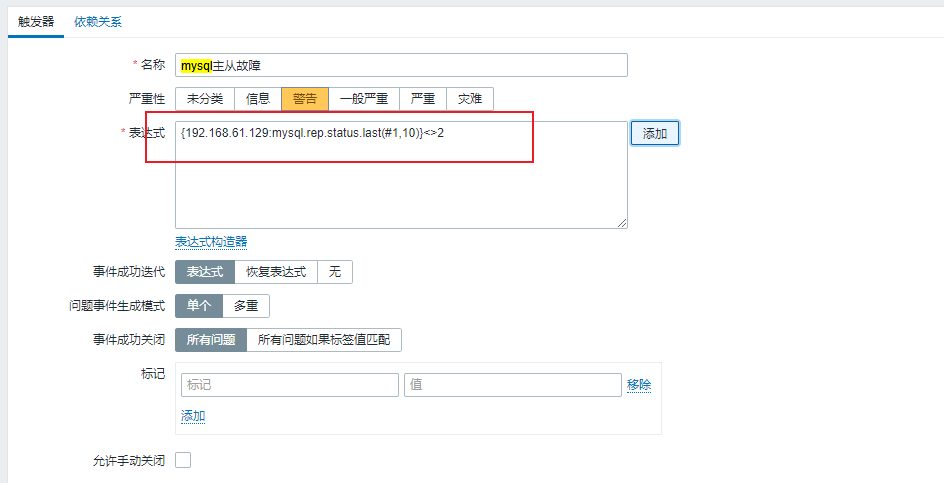 触发器 依赖关系
* 名称 mysql主从故障
严重性 未分类 信息 警告 一般严重 严重 灾难
* 表达式 {192.168.61.129:mysql.rep.status.last(#1,10)}<>2 添加
表达式构造器
事件成功迭代 表达式 恢复表达式 无
问题事件生成模式 单个 多重
事件成功关闭 所有问题 所有问题如果标签值匹配
标记 标记 值 移除
添加
允许手动关闭